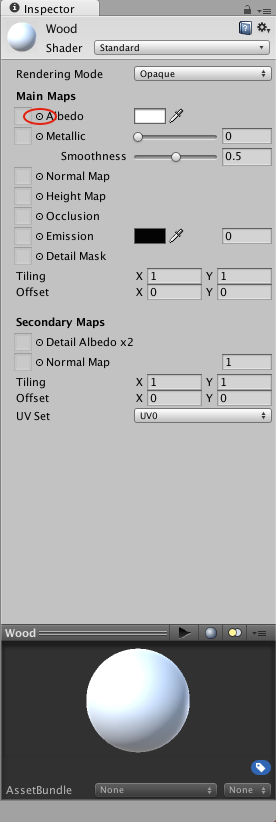 Inspector
Wood
Shader Standard
Rendering Mode Opaque
Main Maps
Albedo
Metallic 0
Smoothness 0.5
Normal Map
Height Map
Occlusion
Emission 0
Detail Mask
Tiling X 1 Y 1
Offset X 0 Y 0
Secondary Maps
Detail Albedo x2
Normal Map 1
Tiling X 1 Y 1
Offset X 0 Y 0
UV Set UV0
Wood
AssetBundle None None